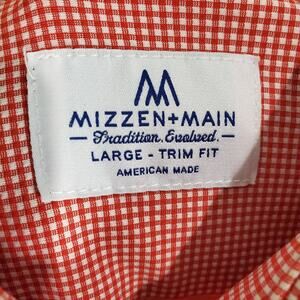 MIZZEN+MAIN
Tradition. Evolved.
LARGE - TRIM FIT
AMERICAN MADE